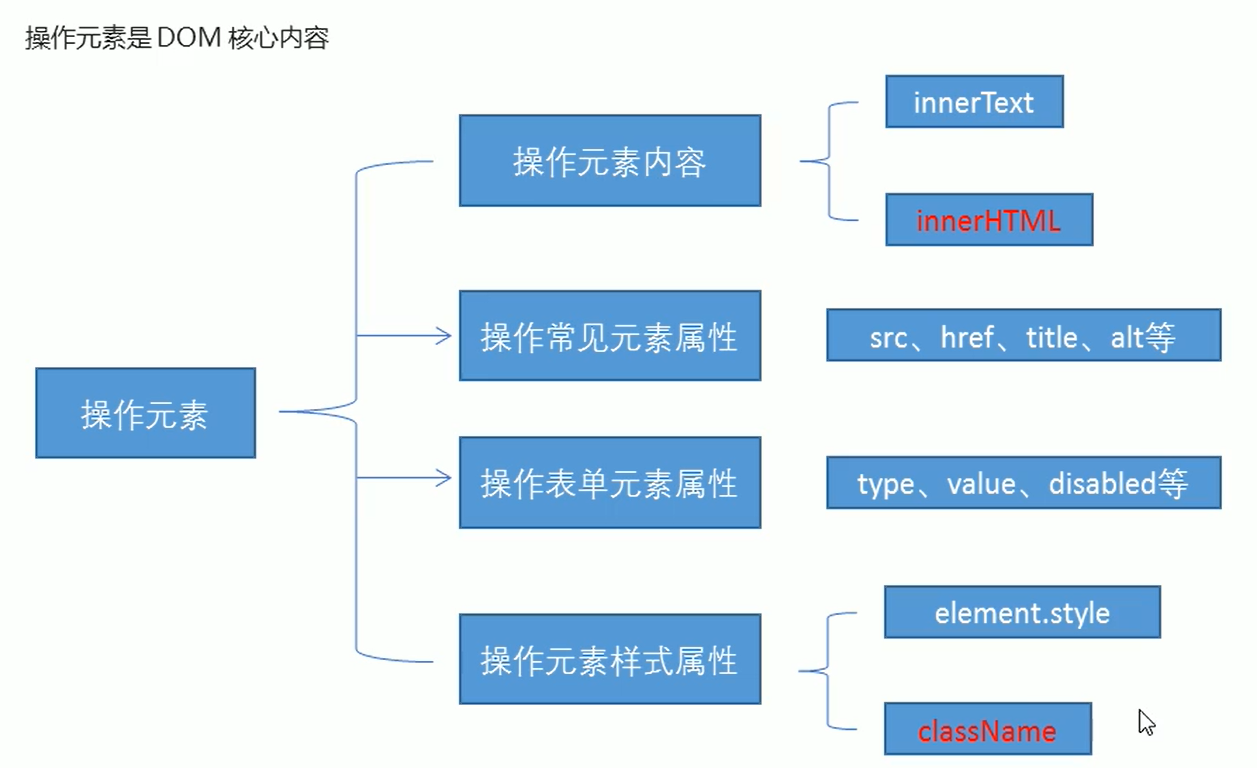 操作元素是 DOM 核心内容
操作元素
操作元素内容
innerText
innerHTML
操作常见元素属性
src、href、title、alt等
操作表单元素属性
type、value、disabled等
操作元素样式属性
element.style
className